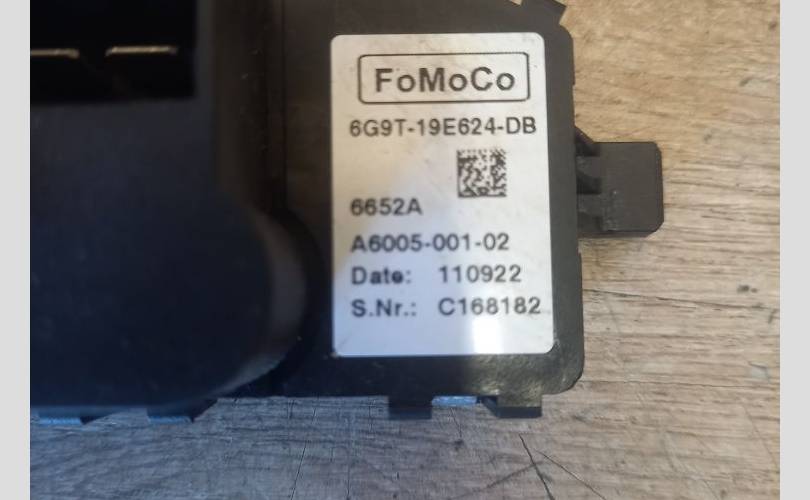 FoMoCo
6G9T-19E624-DB
6652A
A6005-001-02
Date: 110922
S.Nr.: C168182